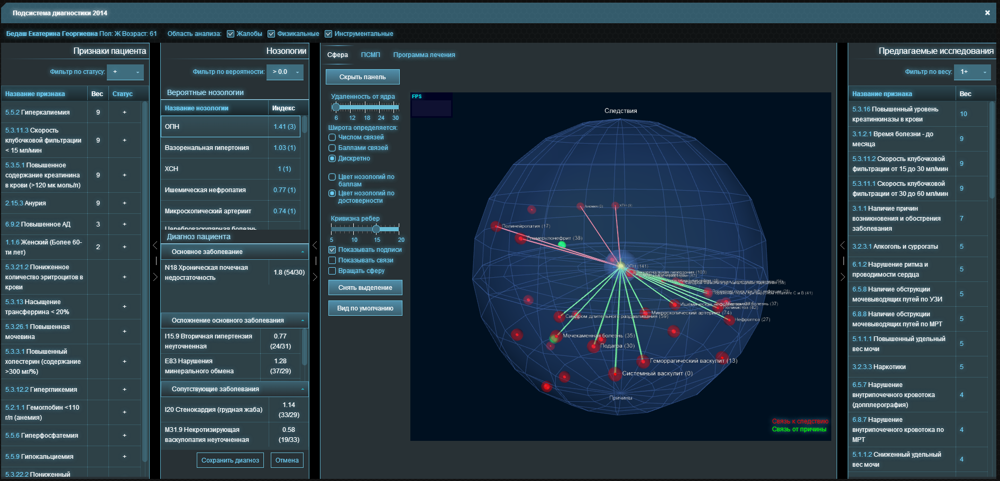 Подсистема диагностики 2014
Бедаш Екатерина Георгиевна Пол: Ж Возраст: 61
Область анализа: Жалобы Физикальные Инструментальные
Признаки пациента
Фильтр по статусу: +
Название признака Вес Статус
5.5.2 Гиперкалиемия 9 +
5.3.11.3 Скорость
клубочковой фильтрации 9 +
< 15 мл/мин
5.3.5.1 Повышенное
содержание креатинина 9 +
в крови (>120 мк моль/л)
2.15.3 Анурия 9 +
6.9.2 Повышенное АД 3 +
1.1.6 Женский (Более 60-
ти лет) 2 +
5.3.21.2 Пониженное
количество эритроцитов в +
крови
5.3.13 Насыщение
трансферрина < 20% +
5.3.26.1 Повышенная
мочевина +
5.3.3.1 Повышенный
холестерин (содержание +
>300 мг/%)
5.3.12.2 Гипергликемия +
5.2.1.1 Гемоглобин <110
г/л (анемия) +
5.5.6 Гиперфосфатемия +
5.5.9 Гипокальциемия +
5.3.22.2 Пониженный
Нозологии
Фильтр по вероятности: > 0.0
Вероятные нозологии
Название нозологии Индекс
ОПН 1.41 (3)
Вазоренальная гипертония 1.03 (1)
ХСН 1 (1)
Ишемическая нефропатия 0.77 (1)
Микроскопический артериит 0.74 (1)
Цереброваскулярная болезнь
Диагноз пациента
Основное заболевание
N18 Хроническая почечная
недостаточность 1.8 (54/30)
Осложнение основного заболевания
I15.9 Вторичная гипертензия 0.77
неуточненная (24/31)
E83 Нарушения 1.28
минерального обмена (37/29)
Сопутствующие заболевания
I20 Стенокардия (грудная жаба) 1.14
(33/29)
M31.9 Некротизирующая 0.58
васкулопатия неуточненная (19/33)
Сохранить диагноз Отмена
Сфера ПСМП Программа лечения
Скрыть панель
Удаленность от ядра
6 12 18 24 30
Широта определяется:
Числом связей
Баллами связей
Дискретно
Цвет нозологий по
баллам
Цвет нозологий по
достоверности
Кривизна ребер
5 10 15 20
Показывать подписи
Показывать связи
Вращать сферу
Снять выделение
Вид по умолчанию
FPS
Следствия
Анемия (0)
ХПН (9)
Полинейропатия (17)
Гломерулонефрит (38)
ОПН (141)
Вазоренальная гипертония (103)
Ишемическая нефропатия
Миеломная болезнь (37)
Поликистоз (42)
Микроскопический артериит (74)
Синдром длительного раздавливания (59)
Нефроптоз (27)
Мочекаменная болезнь (35)
Подагра (30)
Геморрагический васкулит (13)
Системный васкулит (0)
Причины
Связь к следствию
Связь от причины
Предлагаемые исследования
Фильтр по весу: 1+
Название признака Вес
5.3.16 Повышенный уровень
креатинкиназы в крови 10
3.1.2.1 Время болезни - до
месяца 9
5.3.11.2 Скорость клубочковой
фильтрации от 15 до 30 мл/мин 9
5.3.11.1 Скорость клубочковой
фильтрации от 30 до 60 мл/мин 9
3.1.1 Наличие причин
возникновения и обострения 7
заболевания
3.2.3.1 Алкоголь и суррогаты 5
6.1.2 Нарушение ритма и
проводимости сердца 5
6.5.8 Наличие обструкции
мочевыводящих путей по УЗИ 5
6.8.8 Наличие обструкции
мочевыводящих путей по МРТ 5
5.1.1.1 Повышенный удельный
вес мочи 5
3.2.3.3 Наркотики 5
6.5.7 Нарушение
внутрипочечного кровотока 4
(допплерография)
6.8.7 Нарушение
внутрипочечного кровотока по 4
МРТ
5.1.1.2 Сниженный удельный
вес мочи 4